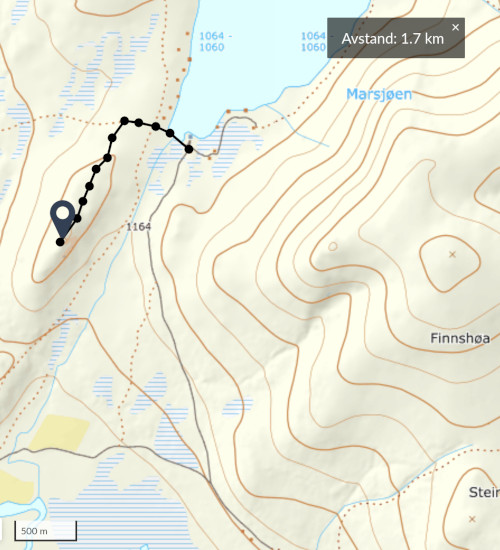 1064 -
1060
1064 -
1060
Avstand: 1.7 km
×
Marsjøen
1164
Finnshøa
Stein
500 m